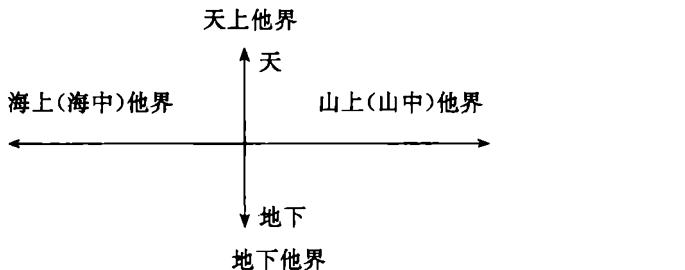 天上他界
天
海上(海中)他界
山上(山中)他界
地下
地下他界